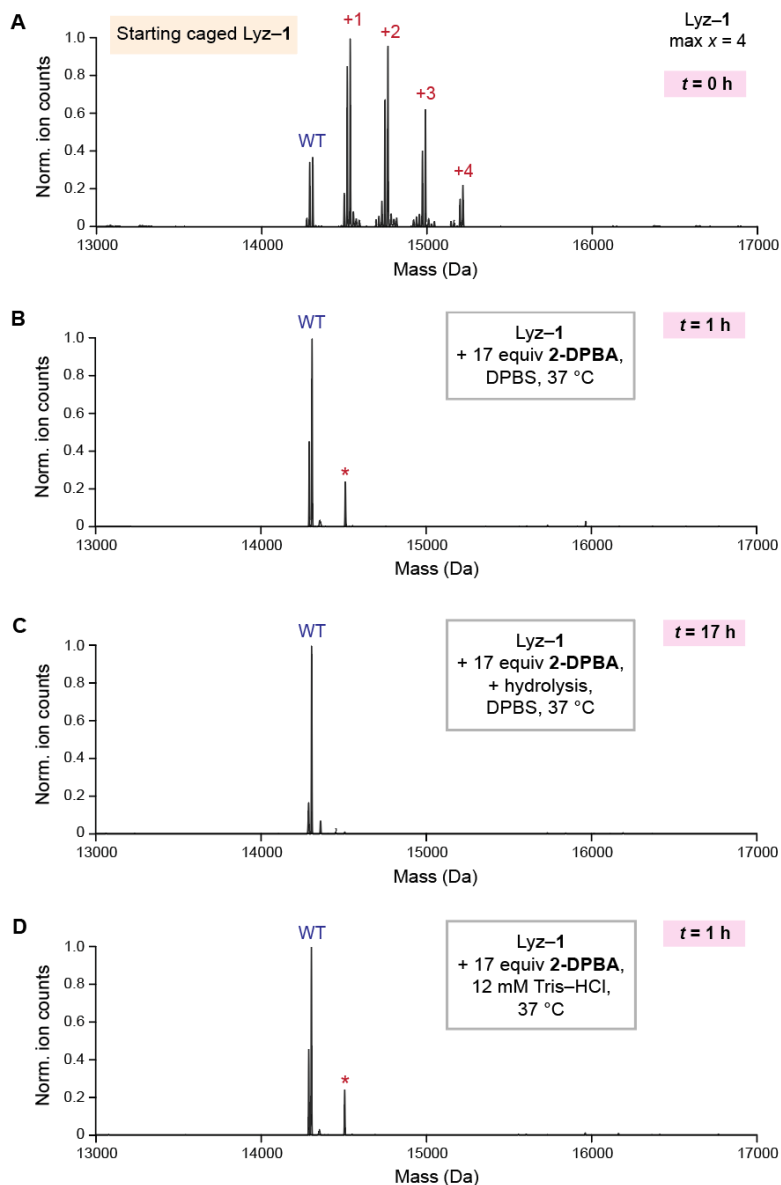 A
Starting caged Lyz–1
+1
+2
+3
+4
WT
Lyz–1
max x = 4
t = 0 h
Norm. ion counts
1.0
0.8
0.6
0.4
0.2
0
13000
14000
15000
16000
17000
Mass (Da)
B
WT
*
Lyz–1
+ 17 equiv 2-DPBA,
DPBS, 37 °C
t = 1 h
Norm. ion counts
1.0
0.8
0.6
0.4
0.2
0
13000
14000
15000
16000
17000
Mass (Da)
C
WT
Lyz–1
+ 17 equiv 2-DPBA,
+ hydrolysis,
DPBS, 37 °C
t = 17 h
Norm. ion counts
1.0
0.8
0.6
0.4
0.2
0
13000
14000
15000
16000
17000
Mass (Da)
D
WT
*
Lyz–1
+ 17 equiv 2-DPBA,
12 mM Tris–HCl,
37 °C
t = 1 h
Norm. ion counts
1.0
0.8
0.6
0.4
0.2
0
13000
14000
15000
16000
17000
Mass (Da)